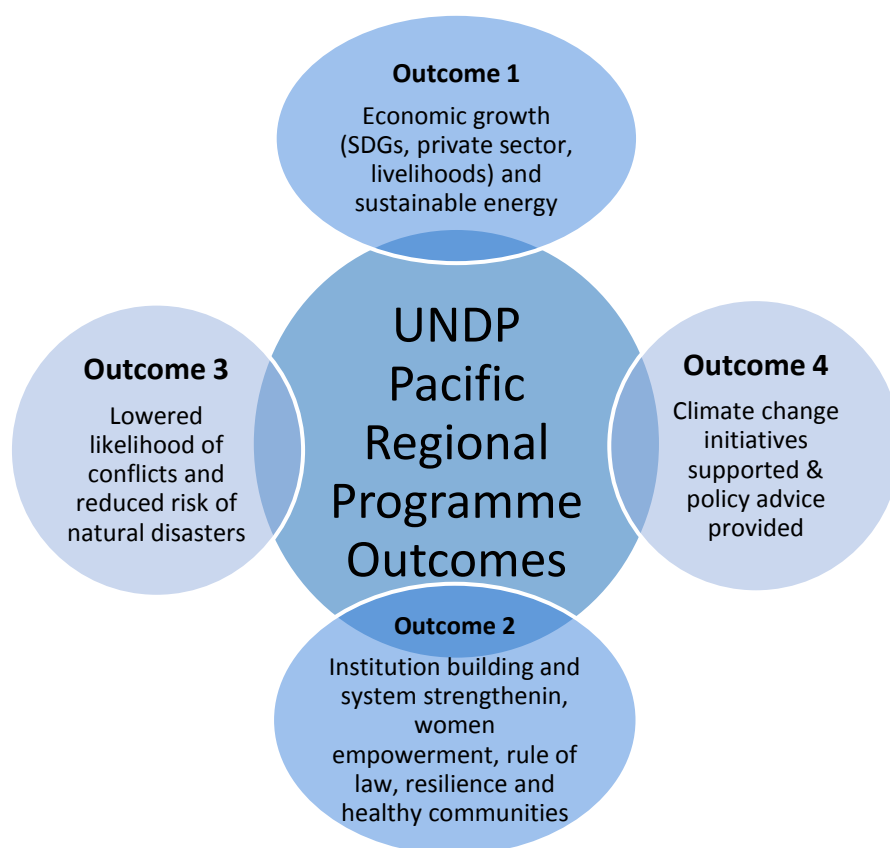 Outcome 1
Economic growth
(SDGs, private sector,
livelihoods) and
sustainable energy
UNDP
Pacific
Regional
Programme
Outcomes
Outcome 3
Lowered
likelihood of
conflicts and
reduced risk of
natural disasters
Outcome 4
Climate change
initiatives
supported &
policy advice
provided
Outcome 2
Institution building and
system strengthenin,
women
empowerment, rule of
law, resilience and
healthy communities